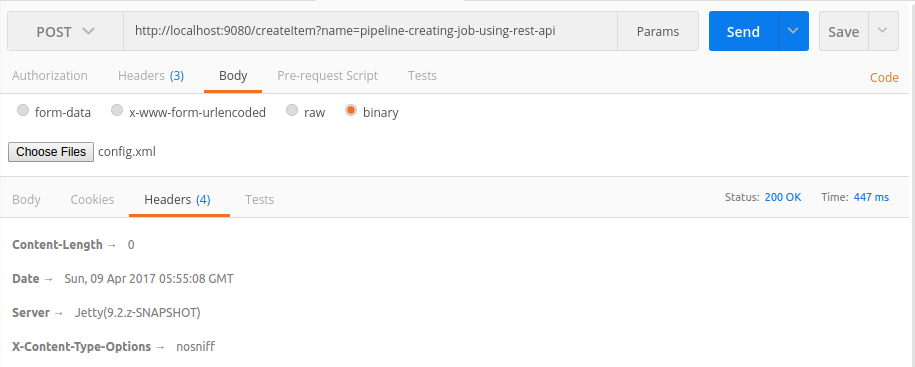 POST http://localhost:9080/createItem?name=pipeline-creating-job-using-rest-api Params Send Save
Authorization Headers (3) Body Pre-request Script Tests Code
form-data x-www-form-urlencoded raw binary
Choose Files config.xml
Body Cookies Headers (4) Tests Status: 200 OK Time: 447 ms
Content-Length → 0
Date → Sun, 09 Apr 2017 05:55:08 GMT
Server → Jetty(9.2.z-SNAPSHOT)
X-Content-Type-Options → nosniff